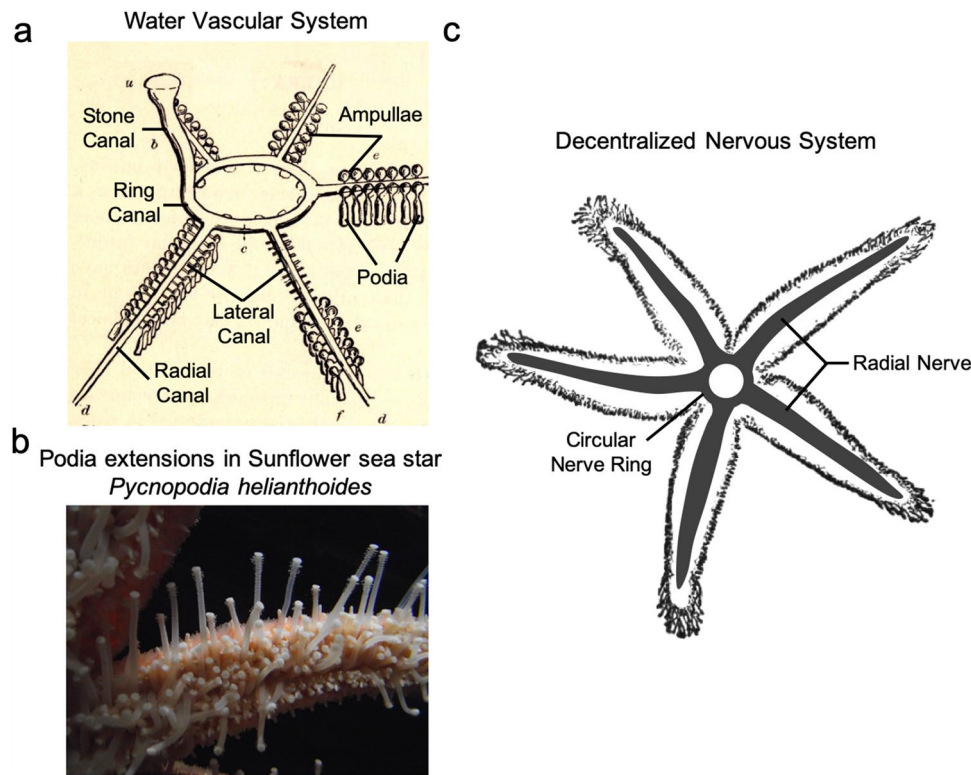 a
Water Vascular System
u
Stone
Canal
b
Ampullae
e
Ring
Canal
c
Podia
Lateral
Canal
e
Radial
Canal
d
f
d
b
Podia extensions in Sunflower sea star
Pycnopodia helianthoides
c
Decentralized Nervous System
Radial Nerve
Circular
Nerve Ring